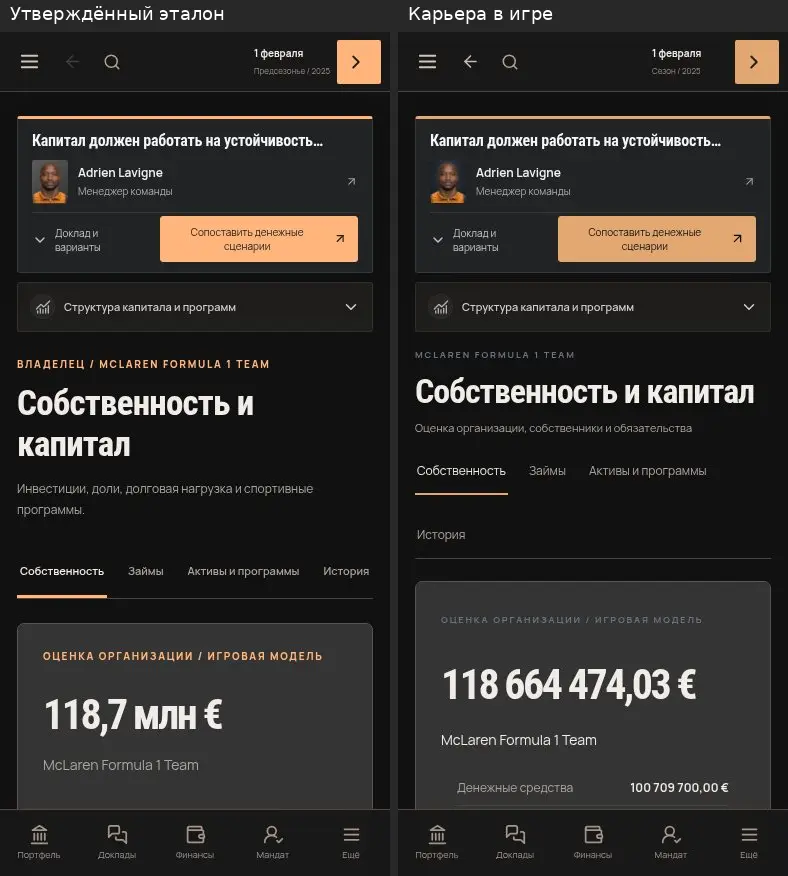 Утверждённый эталон
1 февраля
Предсезонье / 2025
Капитал должен работать на устойчивость...
Adrien Lavigne
Менеджер команды
Доклад и
варианты
Сопоставить денежные
сценарии
Структура капитала и программ
ВЛАДЕЛЕЦ / MCLAREN FORMULA 1 TEAM
Собственность и
капитал
Инвестиции, доли, долговая нагрузка и спортивные
программы.
Собственность Займы Активы и программы История
ОЦЕНКА ОРГАНИЗАЦИИ / ИГРОВАЯ МОДЕЛЬ
118,7 млн €
McLaren Formula 1 Team
Портфель Доклады Финансы Мандат Ещё
Карьера в игре
1 февраля
Сезон / 2025
Капитал должен работать на устойчивость...
Adrien Lavigne
Менеджер команды
Доклад и
варианты
Сопоставить денежные
сценарии
Структура капитала и программ
MCLAREN FORMULA 1 TEAM
Собственность и капитал
Оценка организации, собственники и обязательства
Собственность Займы Активы и программы
История
ОЦЕНКА ОРГАНИЗАЦИИ / ИГРОВАЯ МОДЕЛЬ
118 664 474,03 €
McLaren Formula 1 Team
Денежные средства 100 709 700,00 €
Портфель Доклады Финансы Мандат Ещё